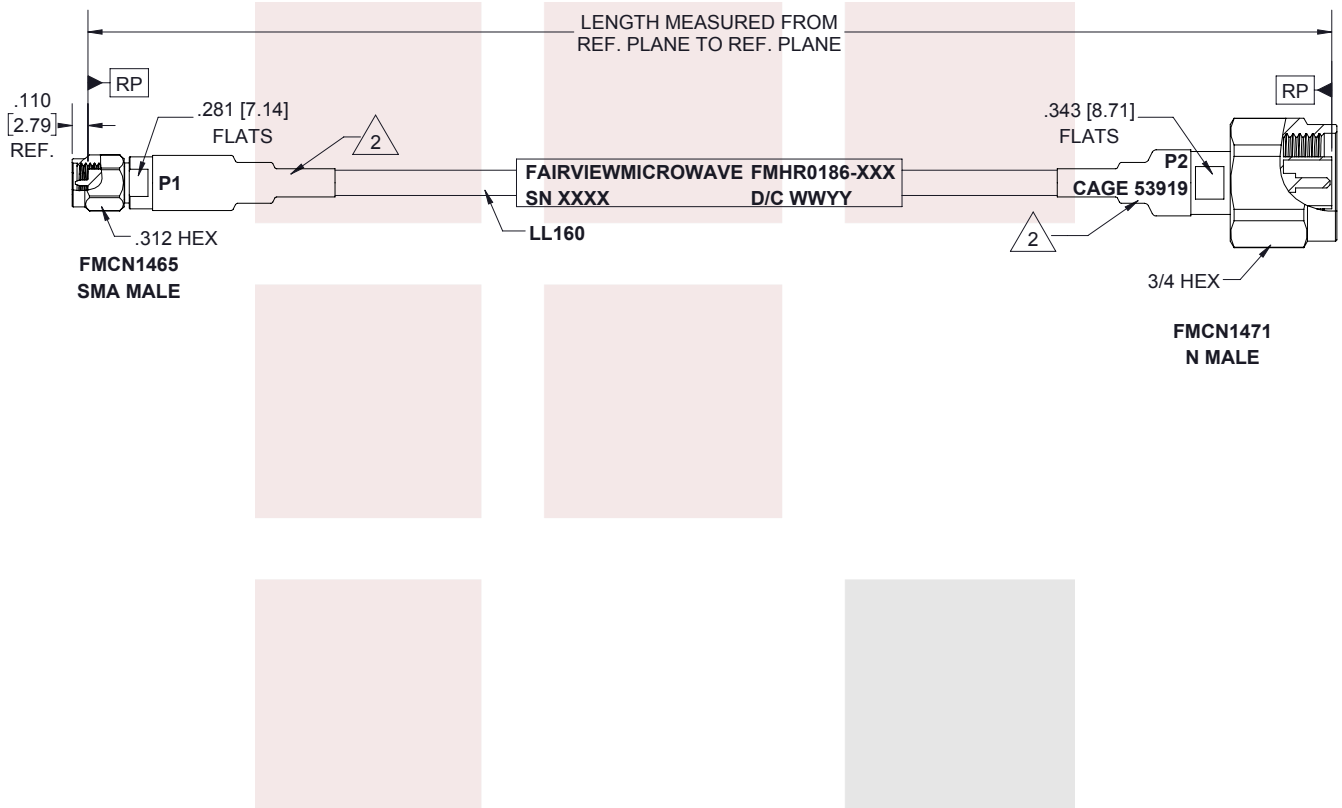 LENGTH MEASURED FROM
REF. PLANE TO REF. PLANE
RP
RP
.110
[2.79]
REF.
.281 [7.14]
FLATS
2
.343 [8.71]
FLATS
P1
FAIRVIEWMICROWAVE FMHR0186-XXX
SN XXXX D/C WWYY
P2
CAGE 53919
.312 HEX
LL160
2
FMCN1465
SMA MALE
3/4 HEX
FMCN1471
N MALE